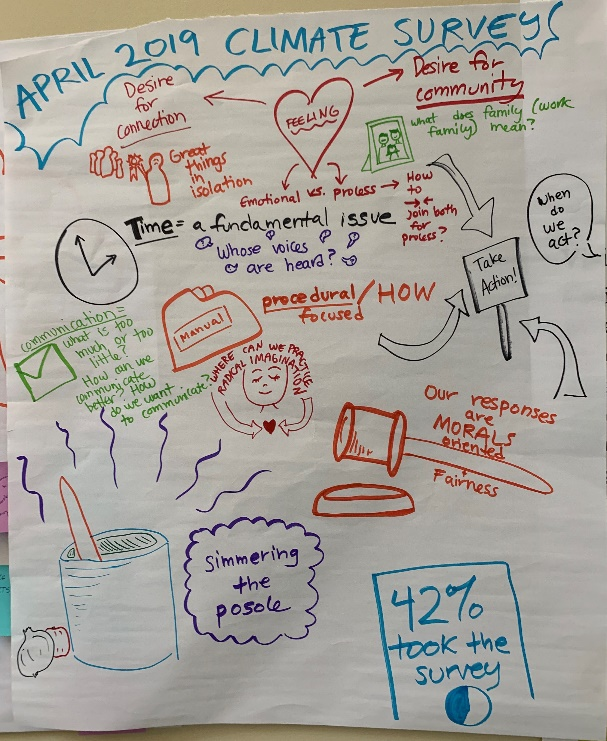 APRIL 2019 CLIMATE SURVEY
Desire
for
connection
FEELING
Desire for
community
what does family (work
family) mean?
Great
things
in
isolation
Emotional vs. process → How
to
join both
for
process?
Time = a fundamental issue
Whose voices
are heard?
When
do
we
act?
Take
Action!
procedural/HOW
focused
Manual
communication=
what is too
much, or too
little?
How can we
communicate
better? How
do we want
to communicate?
WHERE CAN WE PRACTICE
RADICAL IMAGINATION
Our responses
are
MORALS
oriented
+
Fairness
Simmering
the
posole
42%
took the
survey